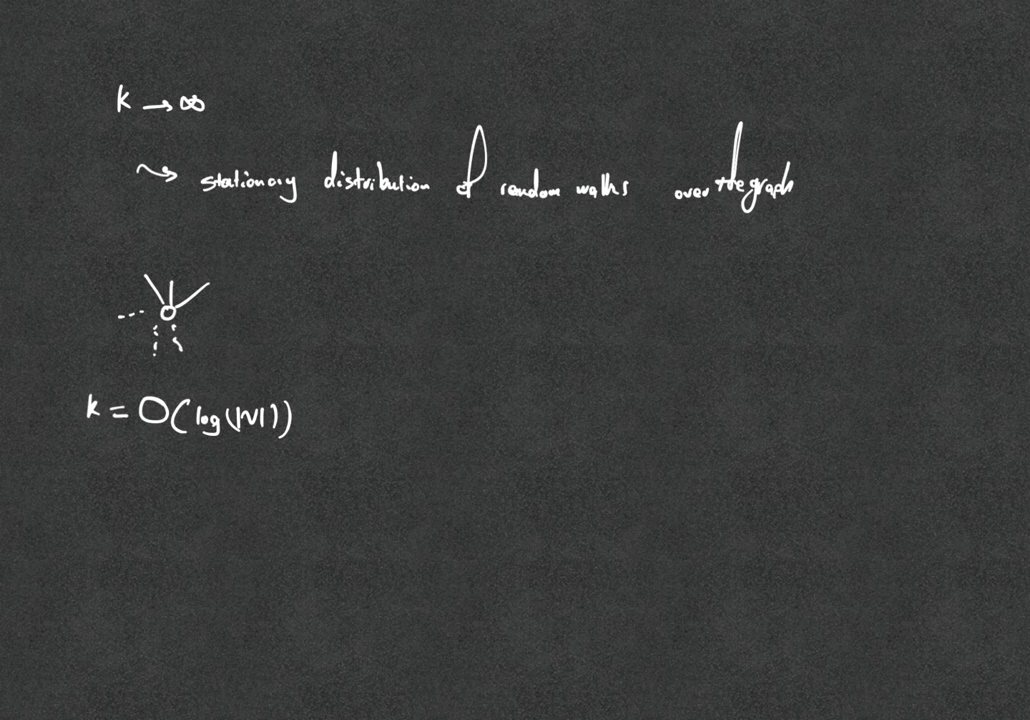 k → ∞
⇝ stationary distribution of random walks over the graph
k = O(log(|V|))